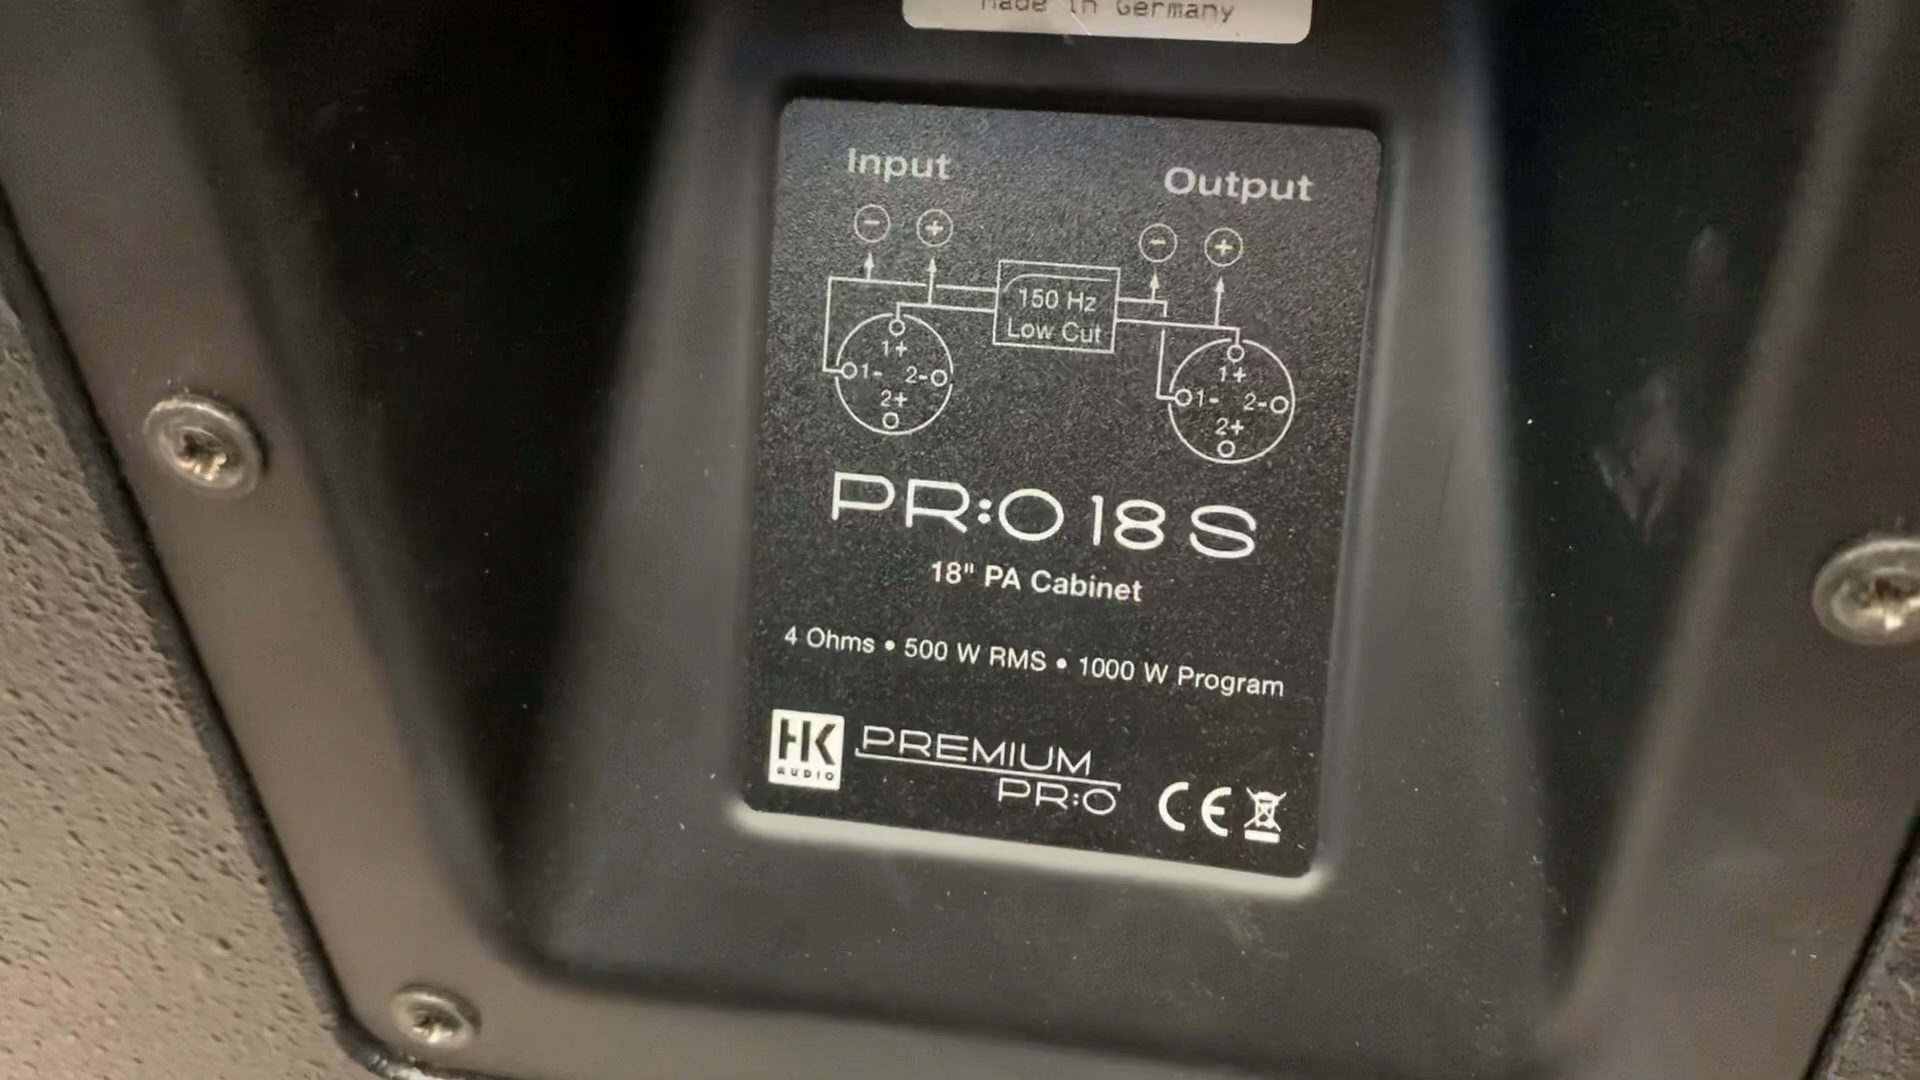 Made in Germany
Input Output
- + - +
150 Hz
Low Cut
1+
1- 2-
2+
1+
1- 2-
2+
PR:O 18 S
18" PA Cabinet
4 Ohms • 500 W RMS • 1000 W Program
HK
AUDIO
PREMIUM
PR:O
CE